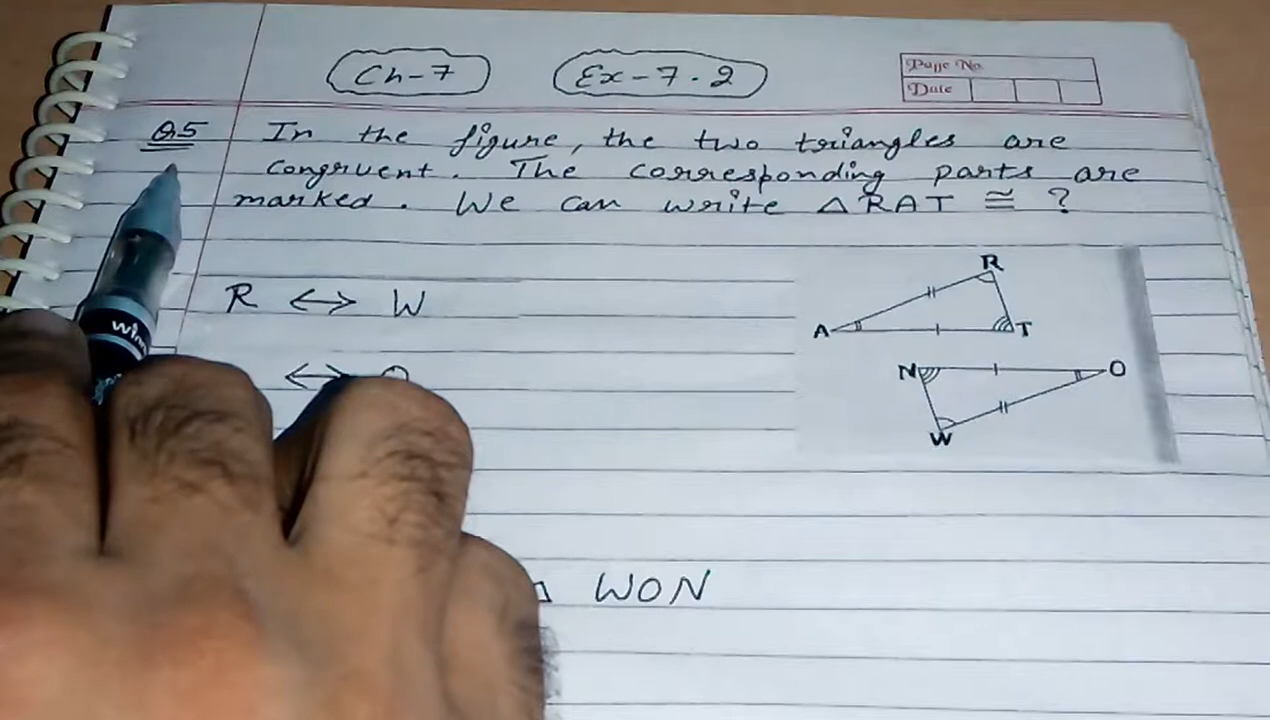 Ch-7 Ex-7.2
Page No.
Date
Q5 In the figure, the two triangles are
congruent. The corresponding parts are
marked. We can write △RAT ≅ ?
R ↔ W
↔ O
△ WON
R
A
T
N
O
W